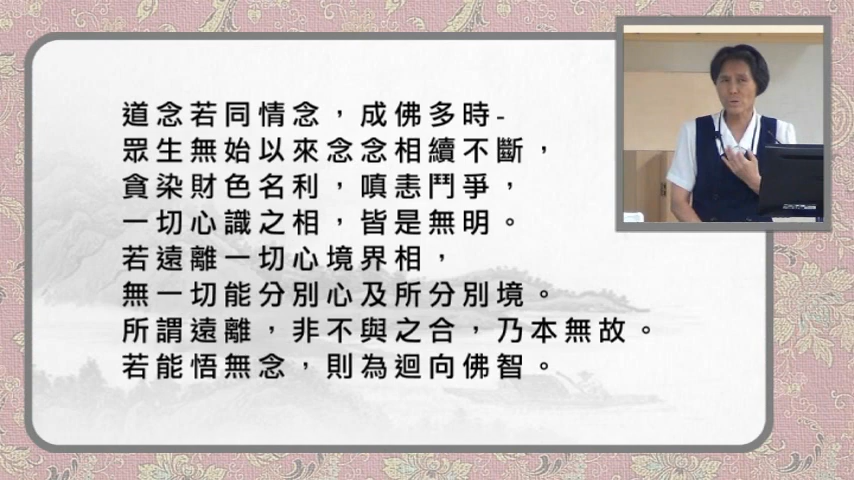 道念若同情念，成佛多時-
眾生無始以來念念相續不斷，
貪染財色名利，嗔恚鬥爭，
一切心識之相，皆是無明。
若遠離一切心境界相，
無一切能分別心及所分別境。
所謂遠離，非不與之合，乃本無故。
若能悟無念，則為迴向佛智。